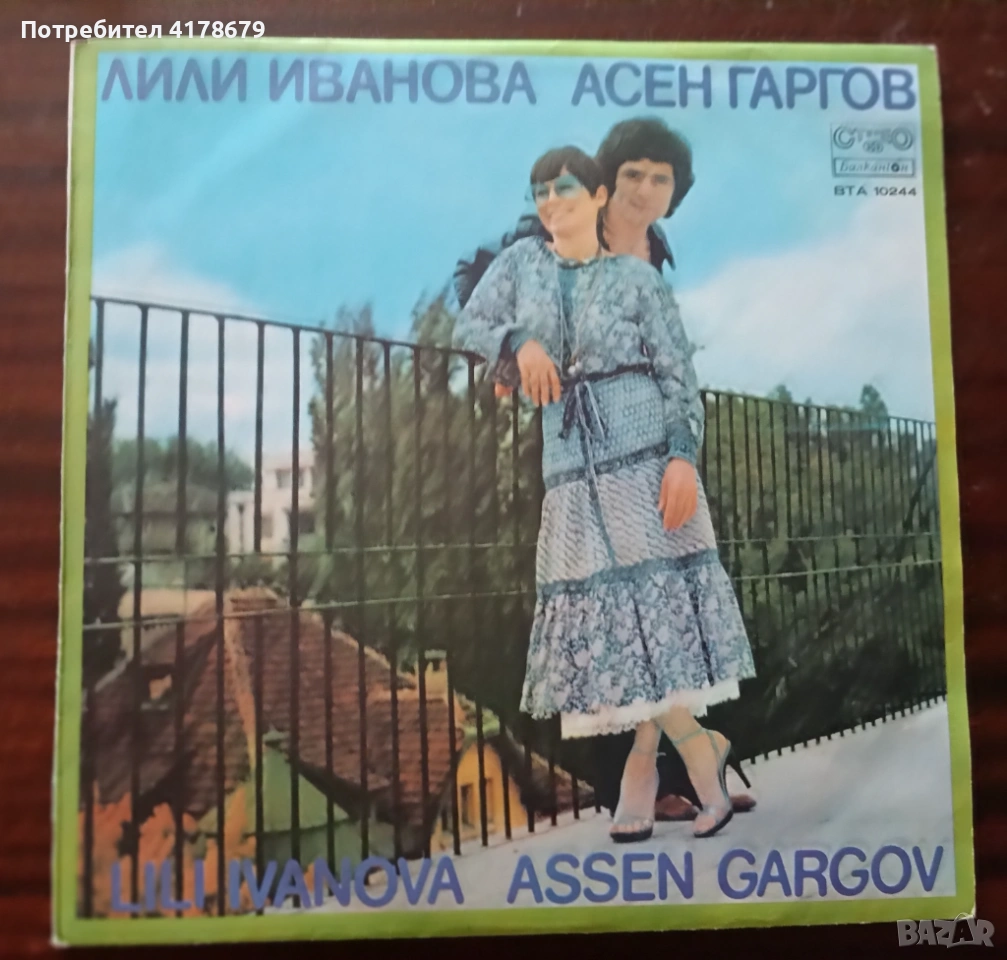 Потребител 4178679
ЛИЛИ ИВАНОВА АСЕН ГАРГОВ
СТЕРЕО
Балкантон
ВТА 10244
LILI IVANOVA ASSEN GARGOV
BAZAR